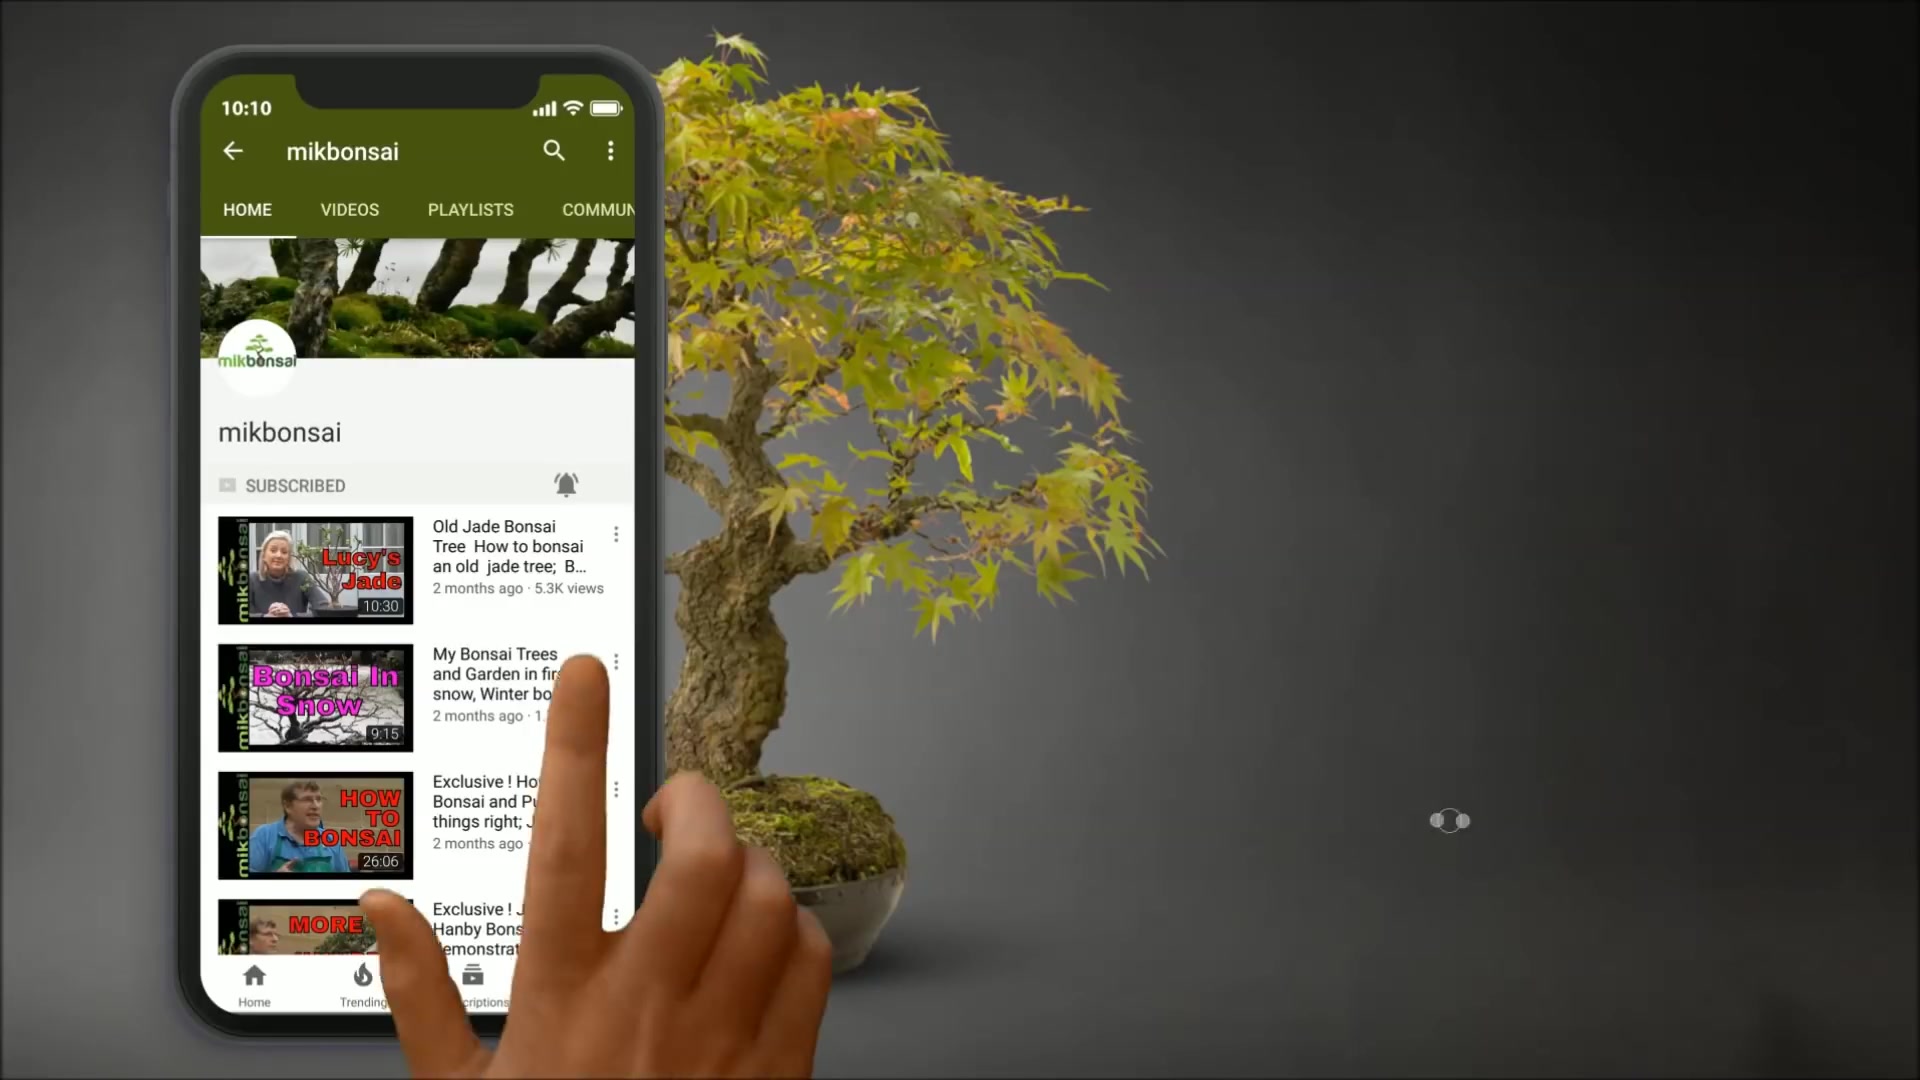 10:10
mikbonsai
HOME VIDEOS PLAYLISTS COMMUN
mikbonsai
mikbonsai
SUBSCRIBED
mikbonsai
Lucy's
Jade
10:30
Old Jade Bonsai
Tree How to bonsai
an old jade tree; B...
2 months ago · 5.3K views
mikbonsai
Bonsai In
Snow
9:15
My Bonsai Trees
and Garden in fir
snow, Winter bo
2 months ago · 1.
mikbonsai
HOW
TO
BONSAI
26:06
Exclusive ! Ho
Bonsai and Pu
things right; J
2 months ago ·
MORE
Exclusive ! J
Hanby Bons
emonstrat
Home
Trending
criptions